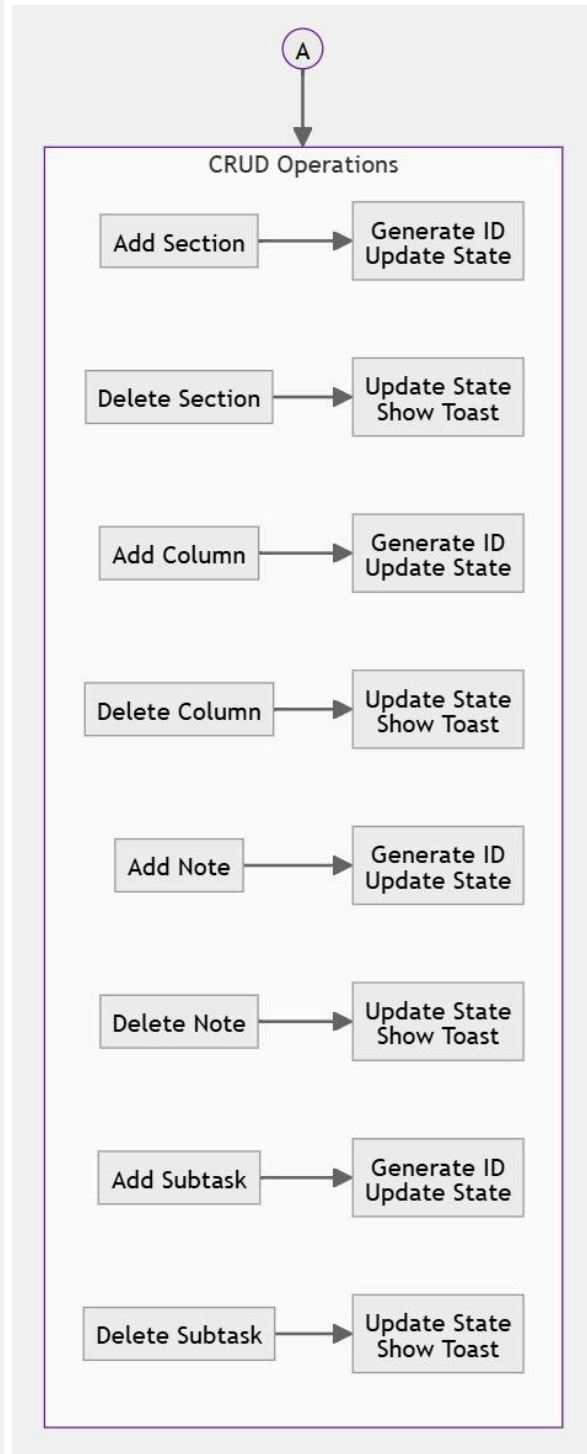 A
CRUD Operations
Add Section
Generate ID
Update State
Delete Section
Update State
Show Toast
Add Column
Generate ID
Update State
Delete Column
Update State
Show Toast
Add Note
Generate ID
Update State
Delete Note
Update State
Show Toast
Add Subtask
Generate ID
Update State
Delete Subtask
Update State
Show Toast